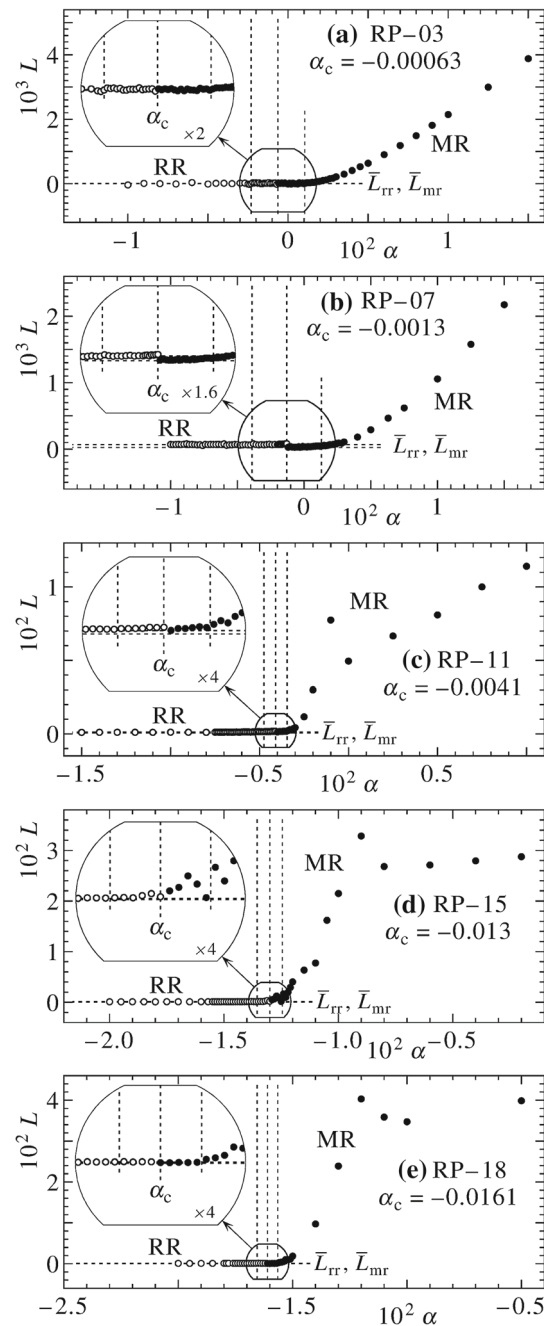 (a) RP−03
αc = −0.00063
4
2
0
10³ L
αc
×2
RR
MR
L̄rr, L̄mr
−1
0
1
10² α
(b) RP−07
αc = −0.0013
2
1
0
10³ L
αc
×1.6
RR
MR
L̄rr, L̄mr
−1
0
1
10² α
1
0
10² L
αc
×4
MR
(c) RP−11
αc = −0.0041
RR
L̄rr, L̄mr
−1.5
−0.5
0.5
10² α
3
2
1
0
10² L
αc
×4
MR
(d) RP−15
αc = −0.013
RR
L̄rr, L̄mr
−2.0
−1.5
−1.0
−0.5
10² α
4
2
0
10² L
αc
×4
MR
(e) RP−18
αc = −0.0161
RR
L̄rr, L̄mr
−2.5
−1.5
−0.5
10² α